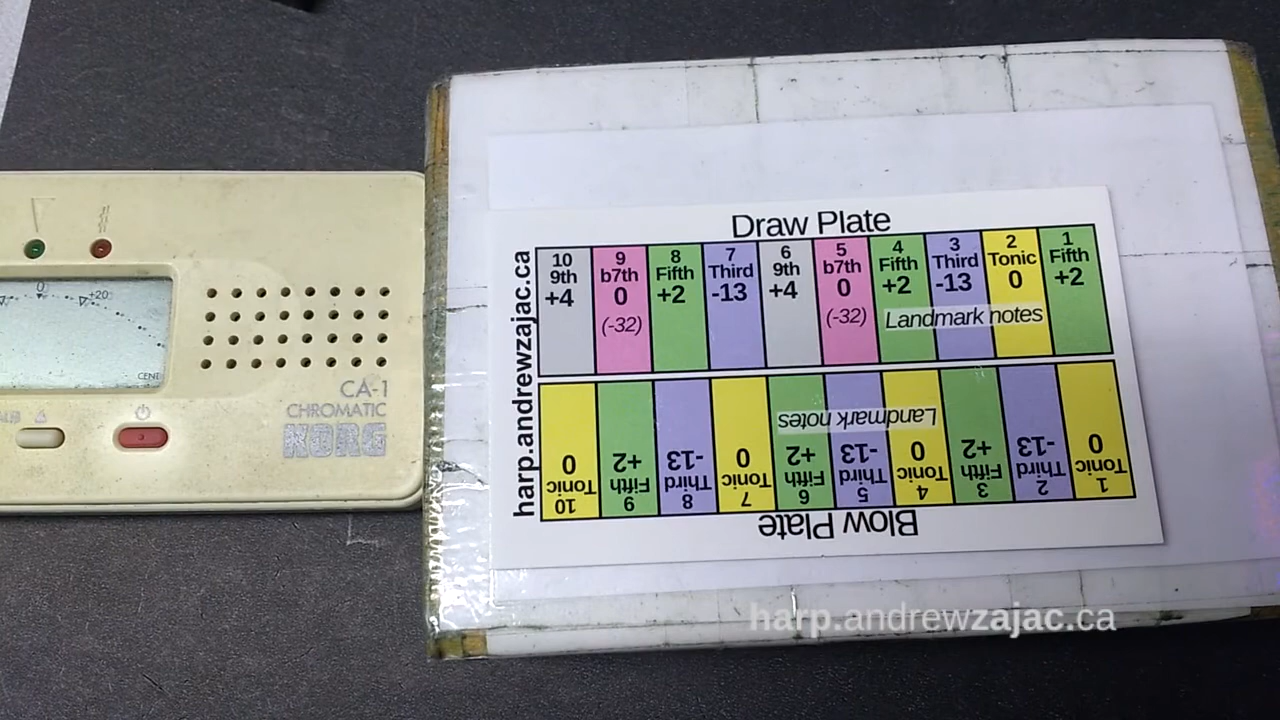 0
+20
CENT
CA-1
CHROMATIC
KORG
harp.andrewzajac.ca
Draw Plate
10 9 8 7 6 5 4 3 2 1
9th b7th Fifth Third 9th b7th Fifth Third Tonic Fifth
+4 0 +2 -13 +4 0 +2 -13 0 +2
(-32) (-32)
Landmark notes
Blow Plate
1 2 3 4 5 6 7 8 9 10
Tonic Third Fifth Tonic Third Fifth Tonic Third Fifth Tonic
0 -13 +2 0 -13 +2 0 -13 +2 0
Landmark notes
harp.andrewzajac.ca